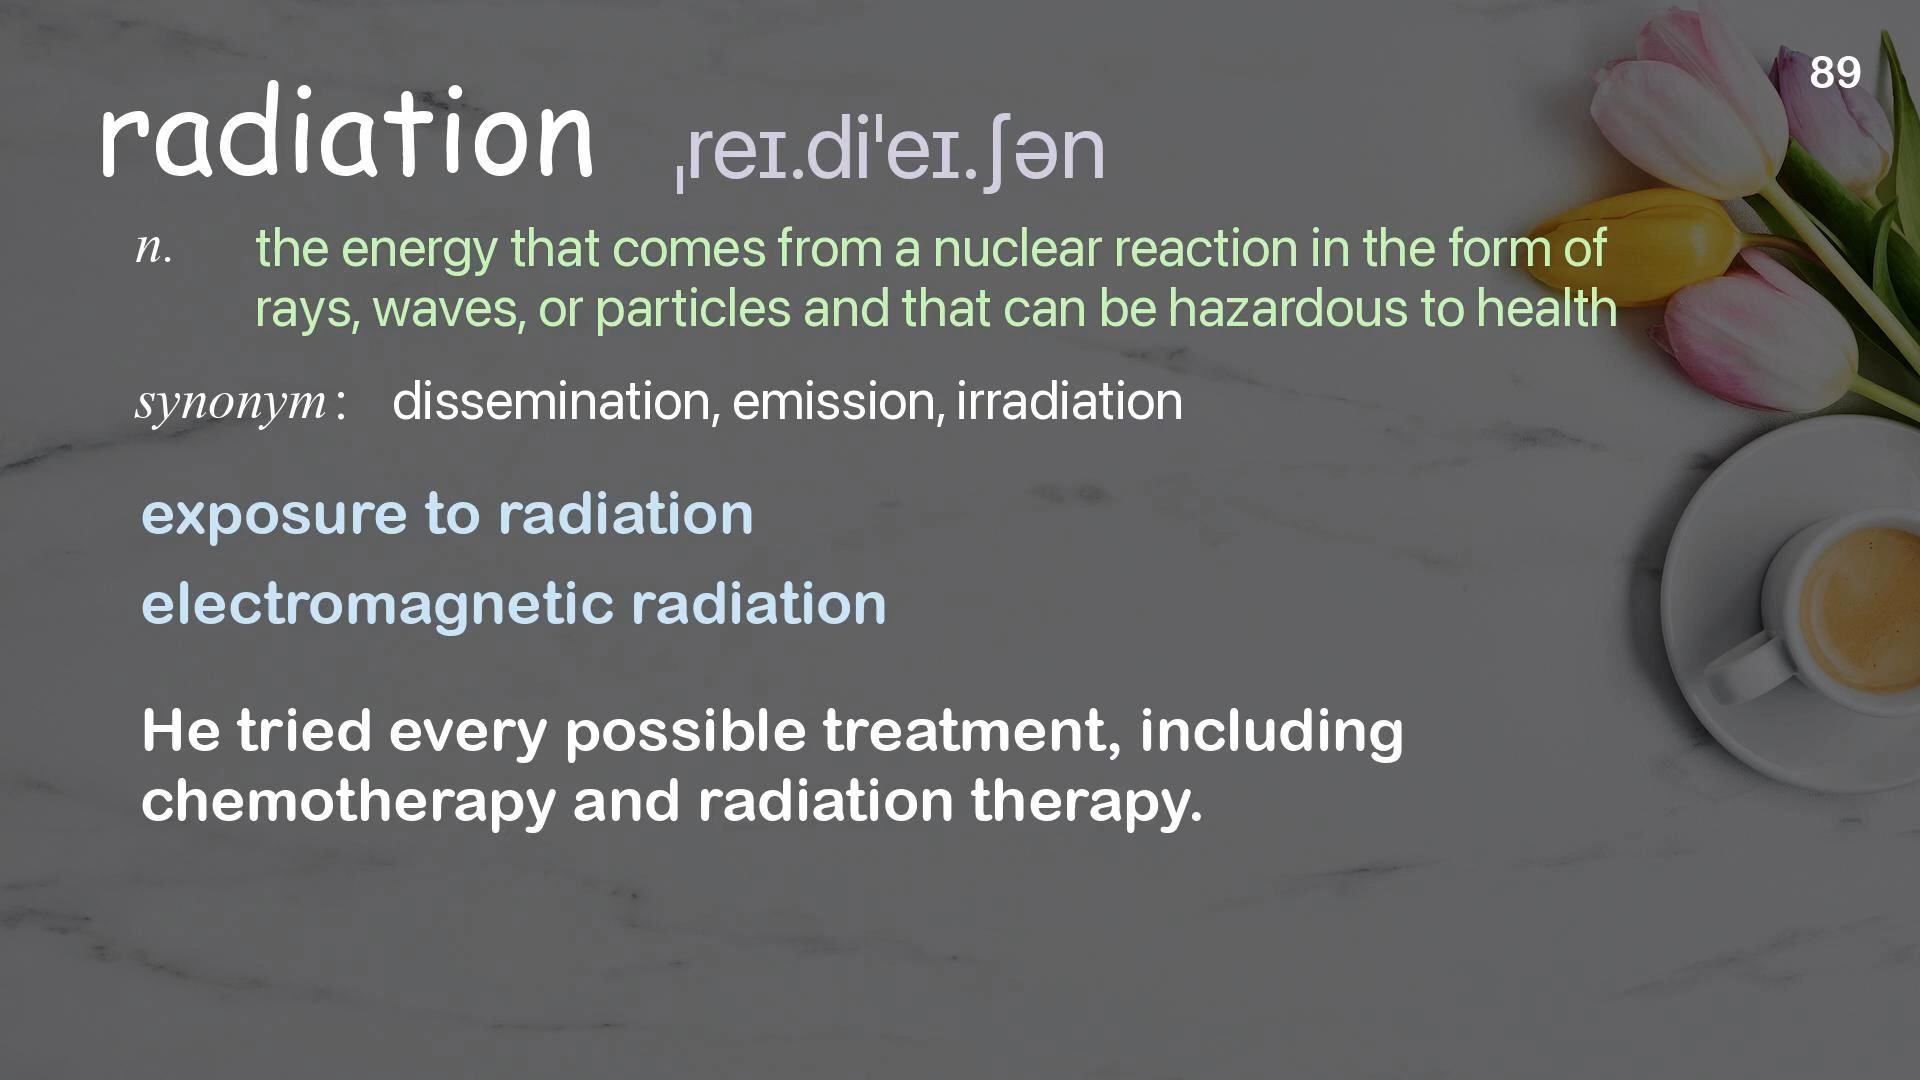 89
radiation ˌreɪ.diˈeɪ.ʃən
n. the energy that comes from a nuclear reaction in the form of
rays, waves, or particles and that can be hazardous to health
synonym : dissemination, emission, irradiation
exposure to radiation
electromagnetic radiation
He tried every possible treatment, including
chemotherapy and radiation therapy.